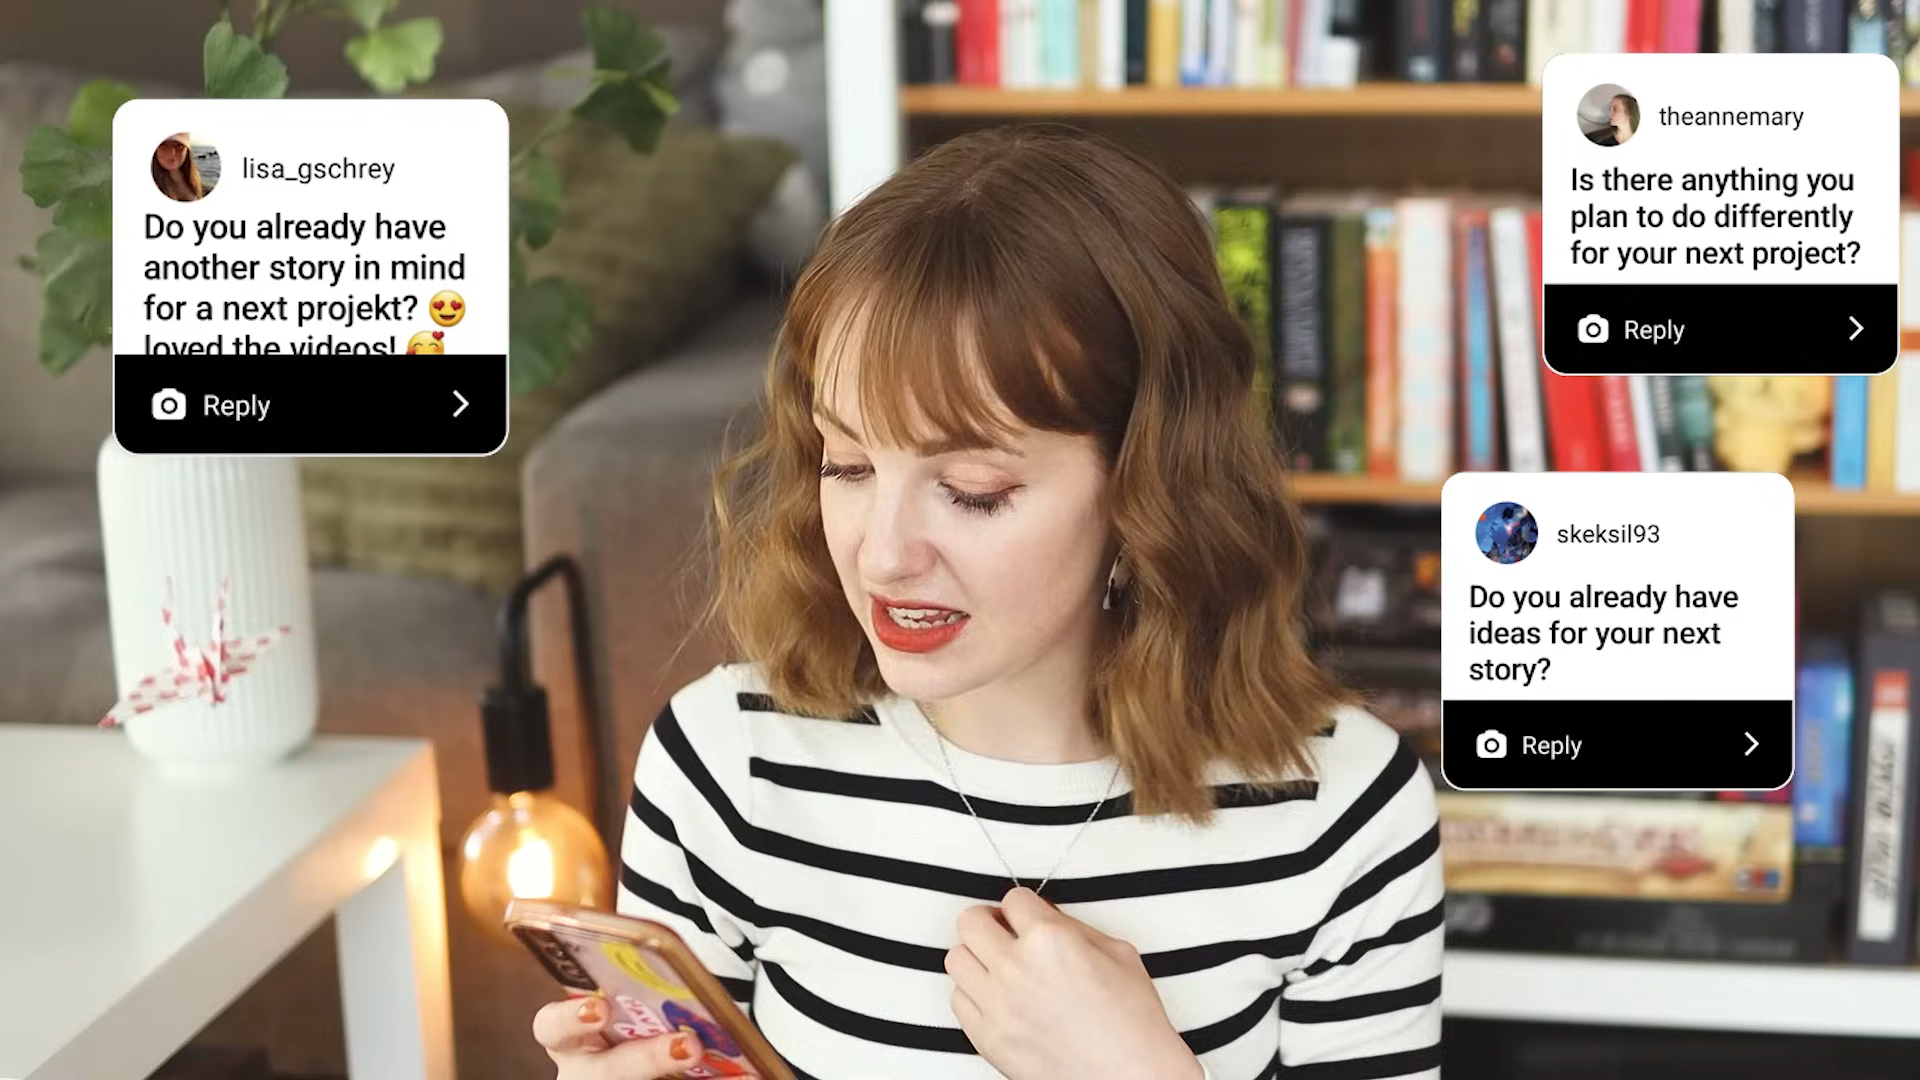 lisa_gschrey
Do you already have
another story in mind
for a next projekt? 😍
loved the videos! 🥰
Reply
theannemary
Is there anything you
plan to do differently
for your next project?
Reply
skeksil93
Do you already have
ideas for your next
story?
Reply